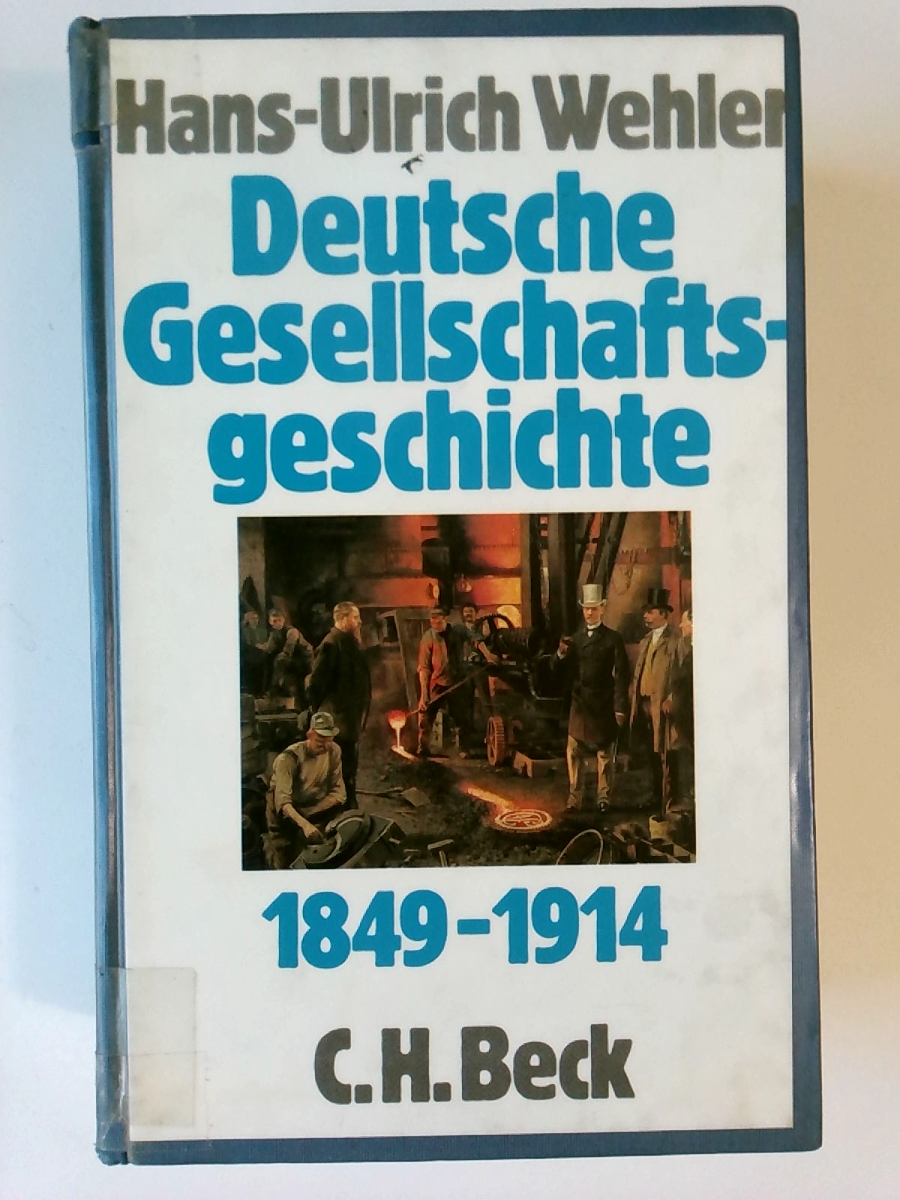 Hans-Ulrich Wehler
Deutsche
Gesellschafts-
geschichte
1849-1914
C.H.Beck